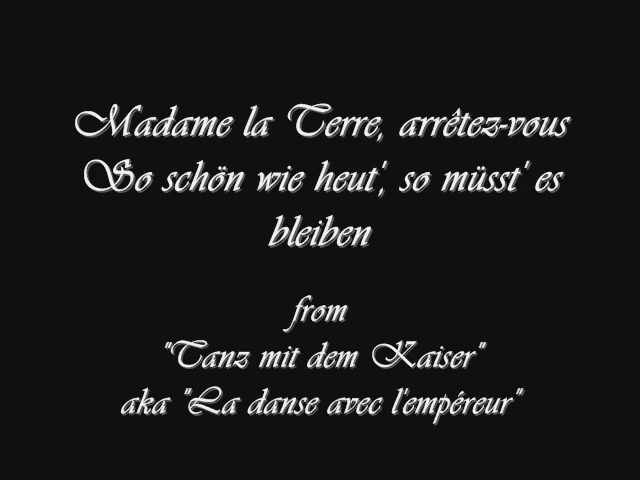 Madame la Terre, arrêtez-vous
So schön wie heut', so müsst' es
bleiben
from
"Tanz mit dem Kaiser"
aka "La danse avec l'empéreur"